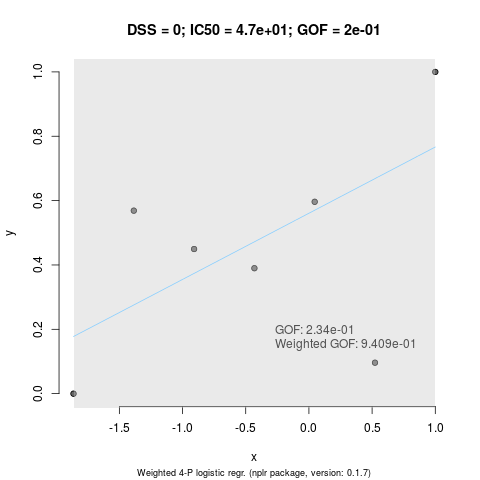 DSS = 0; IC50 = 4.7e+01; GOF = 2e-01
1.0
0.8
0.6
0.4
0.2
0.0
y
GOF: 2.34e-01
Weighted GOF: 9.409e-01
-1.5 -1.0 -0.5 0.0 0.5 1.0
x
Weighted 4-P logistic regr. (nplr package, version: 0.1.7)